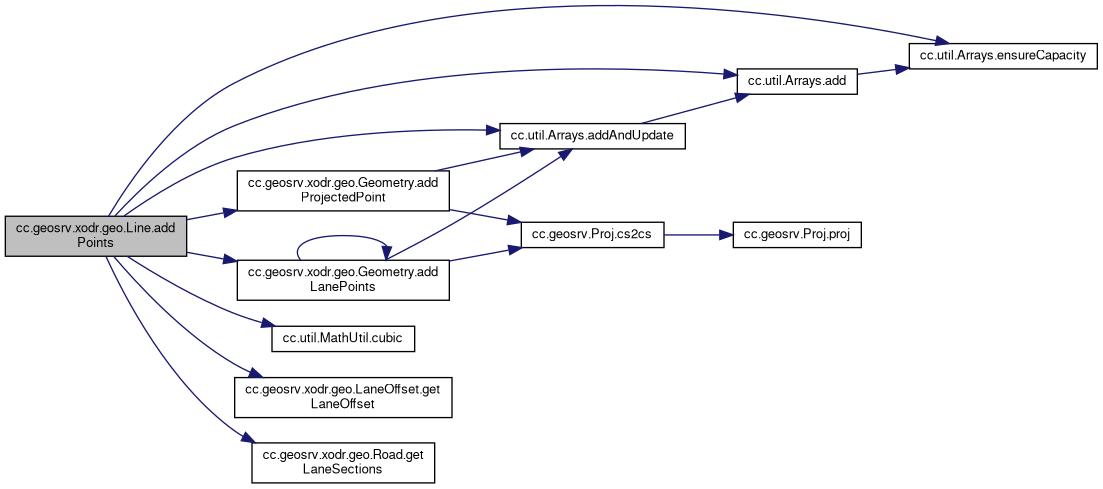 cc.geosrv.xodr.geo.Line.add
Points
cc.util.Arrays.ensureCapacity
cc.util.Arrays.add
cc.util.Arrays.addAndUpdate
cc.geosrv.xodr.geo.Geometry.add
ProjectedPoint
cc.geosrv.Proj.cs2cs
cc.geosrv.Proj.proj
cc.geosrv.xodr.geo.Geometry.add
LanePoints
cc.util.MathUtil.cubic
cc.geosrv.xodr.geo.LaneOffset.get
LaneOffset
cc.geosrv.xodr.geo.Road.get
LaneSections